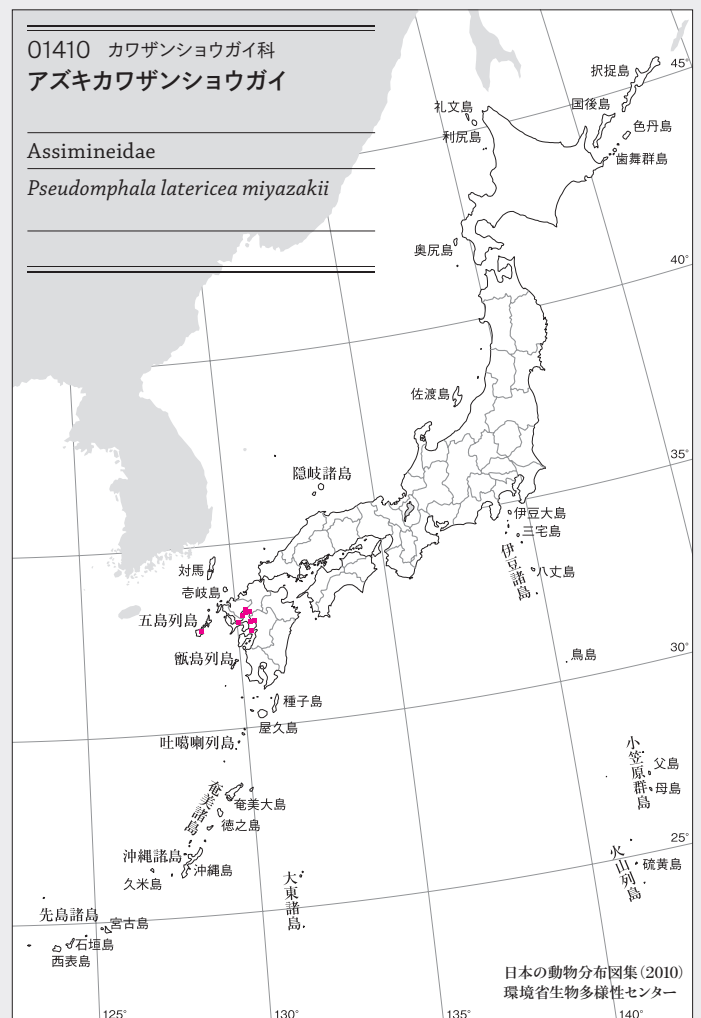 01410 カワザンショウガイ科
アズキカワザンショウガイ
Assimineidae
Pseudomphala latericea miyazakii
択捉島
45°
礼文島
国後島
色丹島
利尻島
歯舞群島
奥尻島
40°
佐渡島
35°
隠岐諸島
伊豆大島
三宅島
伊豆諸島
八丈島
対馬
壱岐島
五島列島
甑島列島
鳥島
30°
種子島
屋久島
吐噶喇列島
小笠原群島
父島
母島
奄美諸島
奄美大島
徳之島
25°
沖縄諸島
沖縄島
久米島
火山列島
硫黄島
大東諸島
先島諸島
宮古島
石垣島
西表島
日本の動物分布図集(2010)
環境省生物多様性センター
125°
130°
135°
140°